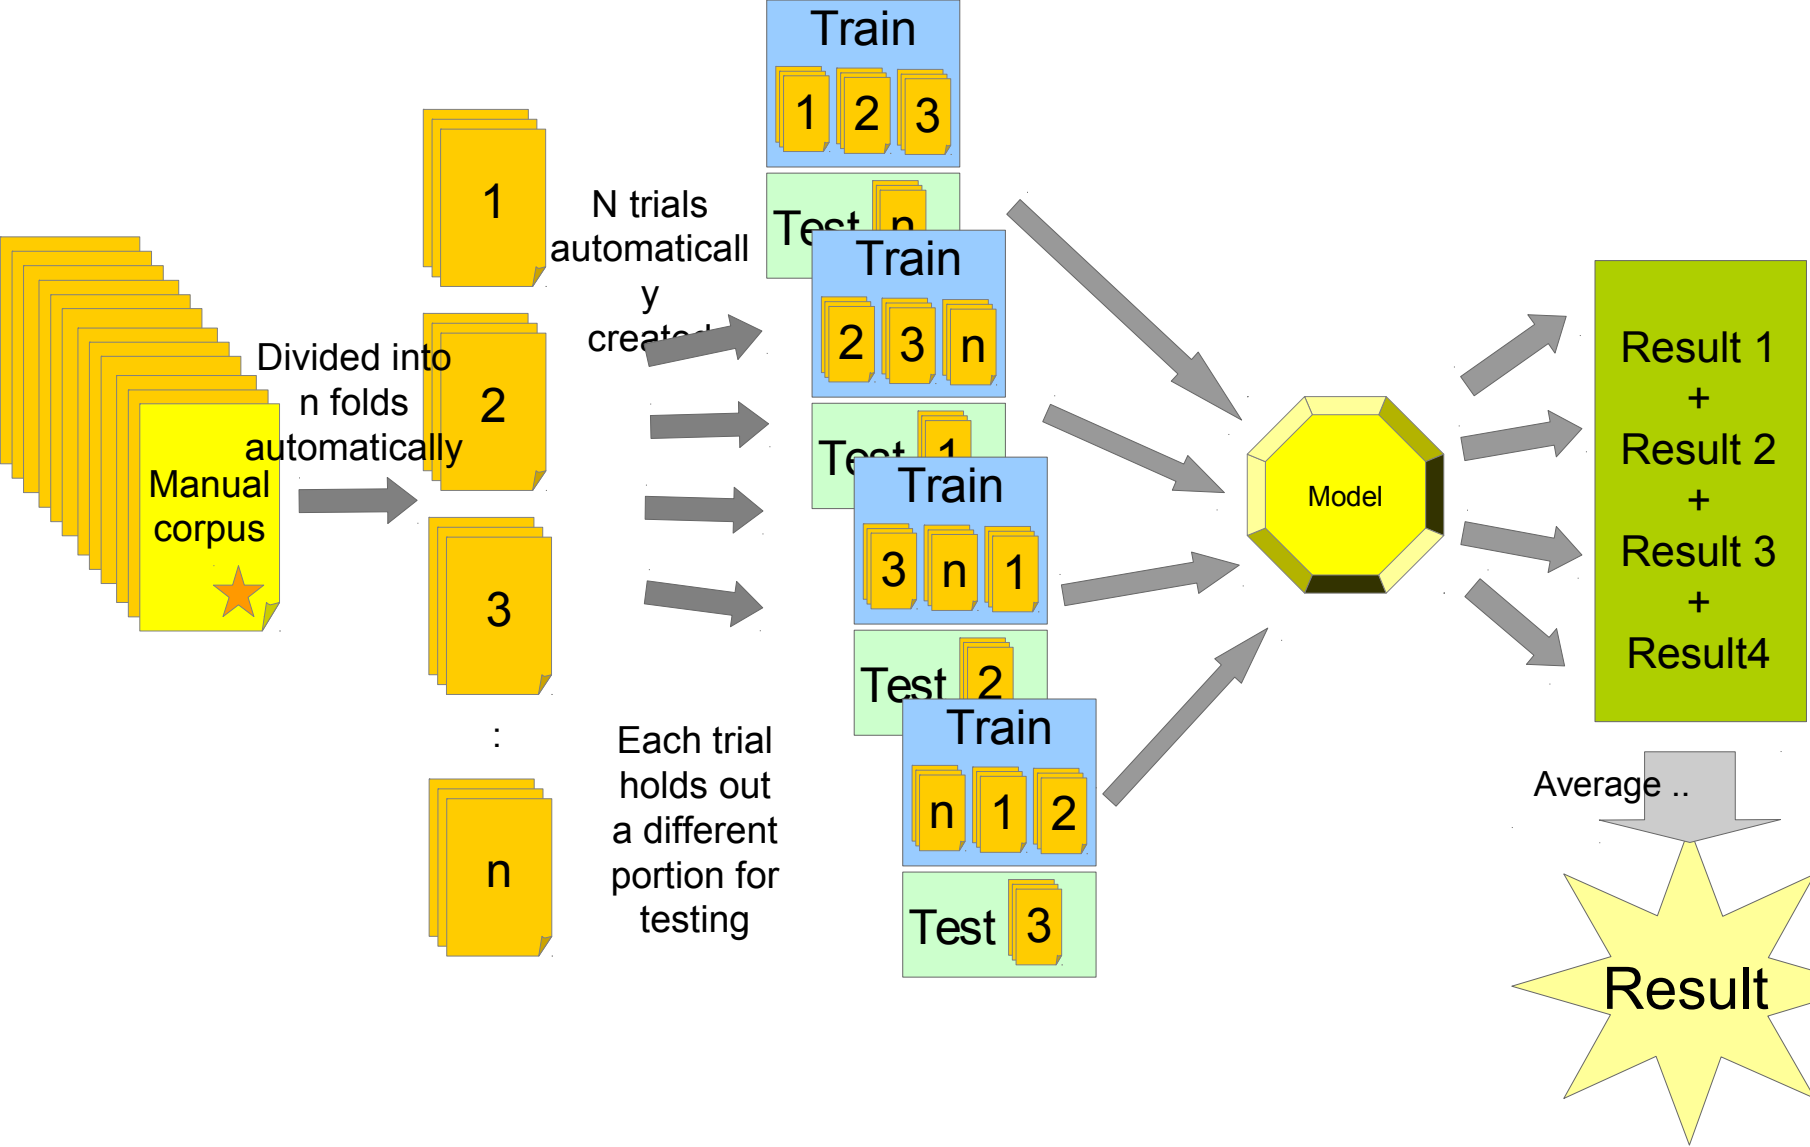 Manual
corpus
Divided into
n folds
automatically
1
2
3
:
n
N trials
automaticall
y
created
Each trial
holds out
a different
portion for
testing
Train
1 2 3
Test n
Train
2 3 n
Test 1
Train
3 n 1
Test 2
Train
n 1 2
Test 3
Model
Result 1
+
Result 2
+
Result 3
+
Result4
Average ..
Result